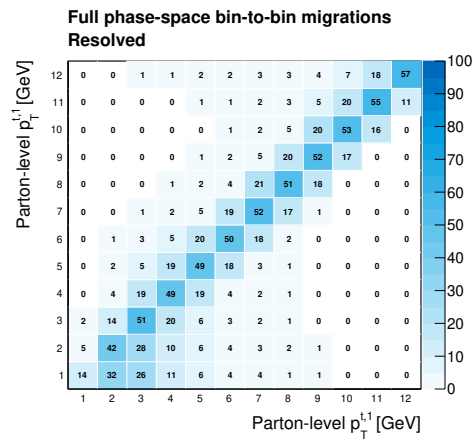 Full phase-space bin-to-bin migrations
Resolved
Parton-level p_T^{t,1} [GeV]
12 0 0 1 1 2 2 3 3 4 7 18 57
11 0 0 0 0 1 1 2 3 5 20 55 11
10 0 0 0 0 0 1 2 5 20 53 16 0
9 0 0 0 0 1 2 5 20 52 17 0 0
8 0 0 0 1 2 4 21 51 18 0 0 0
7 0 0 1 2 5 19 52 17 1 0 0 0
6 0 1 3 5 20 50 18 2 0 0 0 0
5 0 2 5 19 49 18 3 1 0 0 0 0
4 0 4 19 49 19 4 2 1 0 0 0 0
3 2 14 51 20 6 3 2 1 0 0 0 0
2 5 42 28 10 6 4 3 2 1 0 0 0
1 14 32 26 11 6 4 4 1 1 0 0 0
1 2 3 4 5 6 7 8 9 10 11 12
Parton-level p_T^{t,1} [GeV]
100
90
80
70
60
50
40
30
20
10
0